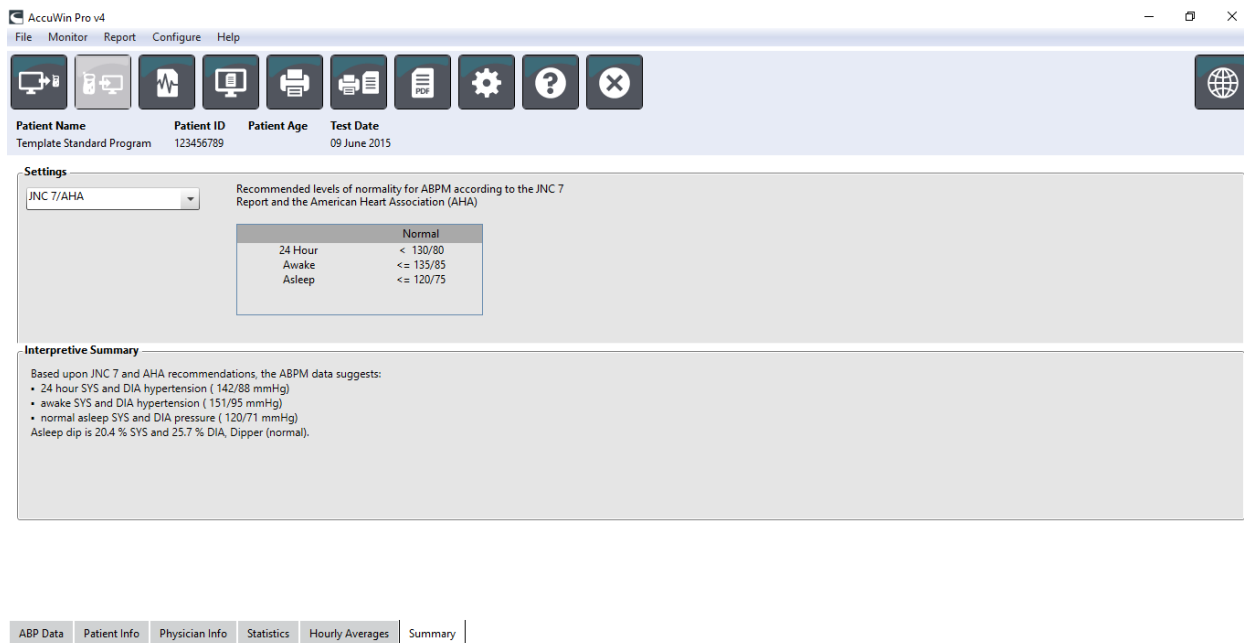 AccuWin Pro v4
File Monitor Report Configure Help
PDF
Patient Name Patient ID Patient Age Test Date
Template Standard Program 123456789 09 June 2015
Settings
JNC 7/AHA
Recommended levels of normality for ABPM according to the JNC 7
Report and the American Heart Association (AHA)
Normal
24 Hour < 130/80
Awake <= 135/85
Asleep <= 120/75
Interpretive Summary
Based upon JNC 7 and AHA recommendations, the ABPM data suggests:
• 24 hour SYS and DIA hypertension ( 142/88 mmHg)
• awake SYS and DIA hypertension ( 151/95 mmHg)
• normal asleep SYS and DIA pressure ( 120/71 mmHg)
Asleep dip is 20.4 % SYS and 25.7 % DIA, Dipper (normal).
ABP Data Patient Info Physician Info Statistics Hourly Averages Summary